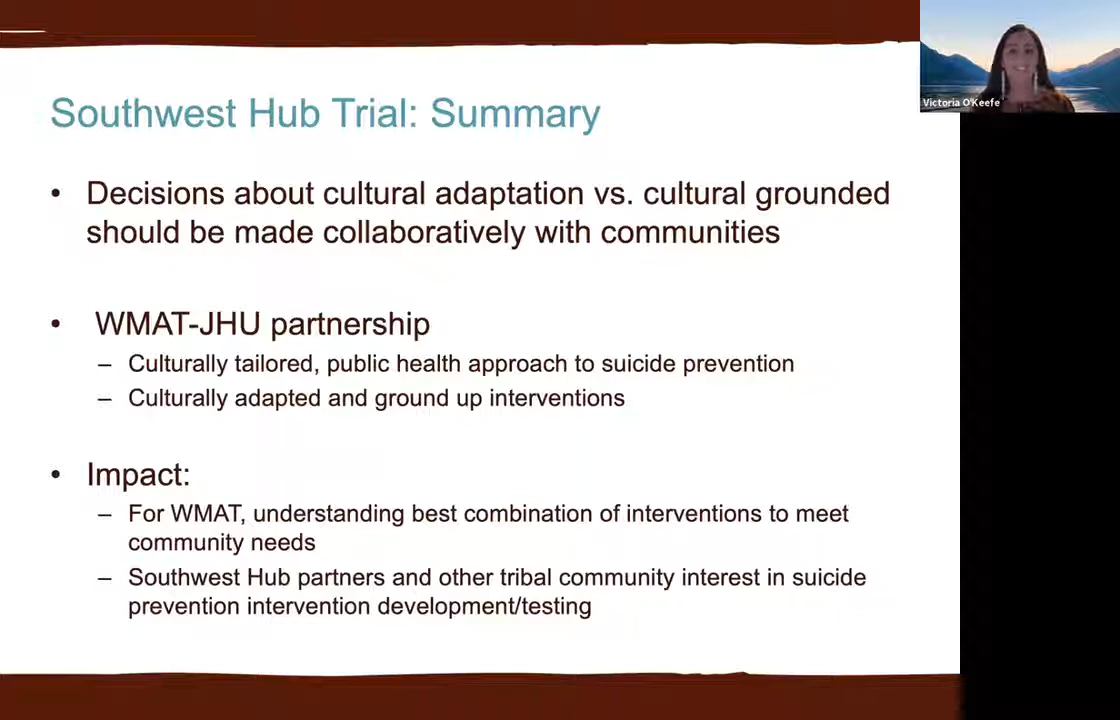 Victoria O'Keefe
Southwest Hub Trial: Summary
• Decisions about cultural adaptation vs. cultural grounded
should be made collaboratively with communities
• WMAT-JHU partnership
– Culturally tailored, public health approach to suicide prevention
– Culturally adapted and ground up interventions
• Impact:
– For WMAT, understanding best combination of interventions to meet
community needs
– Southwest Hub partners and other tribal community interest in suicide
prevention intervention development/testing